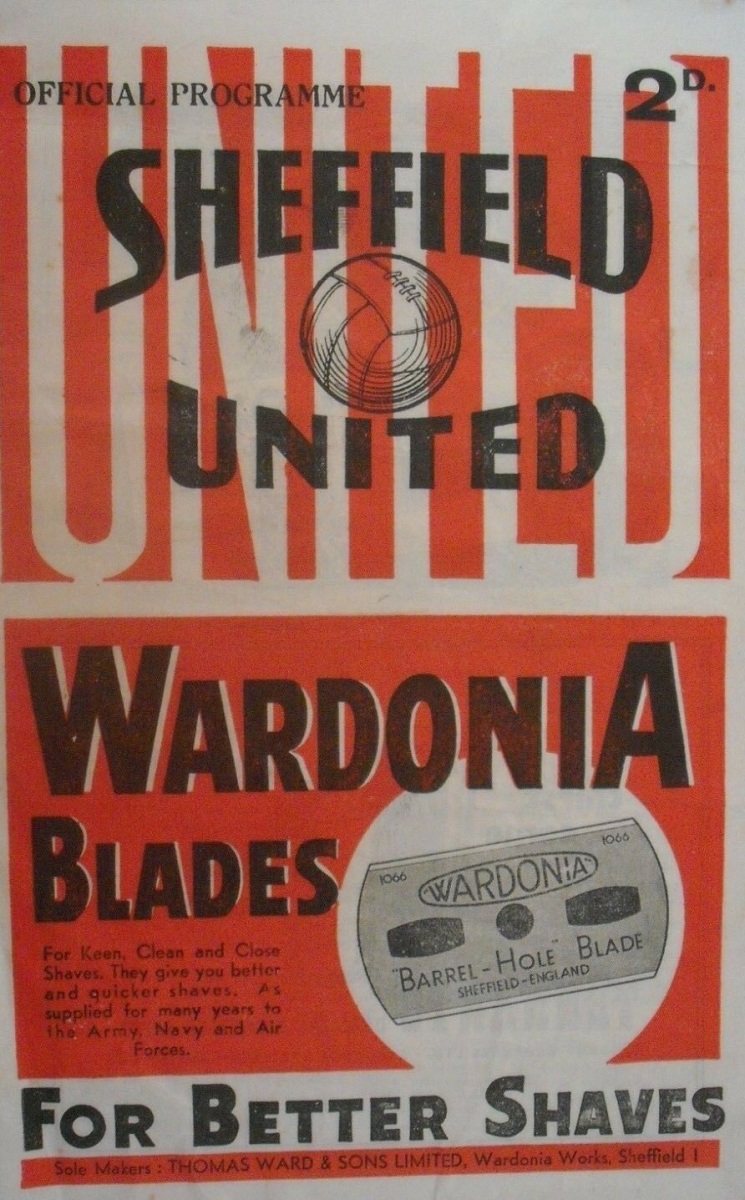 OFFICIAL PROGRAMME 2D.
UNITED
SHEFFIELD
UNITED
WARDONIA
BLADES
1066 1066
WARDONIA
"BARREL-HOLE" BLADE
SHEFFIELD-ENGLAND
For Keen, Clean and Close
Shaves. They give you better
and quicker shaves. As
supplied for many years to
the Army, Navy and Air
Forces.
FOR BETTER SHAVES
Sole Makers : THOMAS WARD & SONS LIMITED, Wardonia Works, Sheffield 1